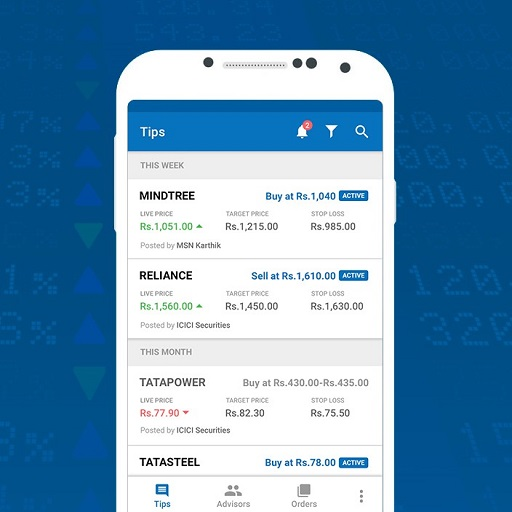 Tips
2
THIS WEEK
MINDTREE Buy at Rs.1,040 ACTIVE
LIVE PRICE TARGET PRICE STOP LOSS
Rs.1,051.00 Rs.1,215.00 Rs.985.00
Posted by MSN Karthik
RELIANCE Sell at Rs.1,610.00 ACTIVE
LIVE PRICE TARGET PRICE STOP LOSS
Rs.1,560.00 Rs.1,450.00 Rs.1,630.00
Posted by ICICI Securities
THIS MONTH
TATAPOWER Buy at Rs.430.00-Rs.435.00
LIVE PRICE TARGET PRICE STOP LOSS
Rs.77.90 Rs.82.30 Rs.75.50
Posted by ICICI Securities
TATASTEEL Buy at Rs.78.00 ACTIVE
Tips Advisors Orders